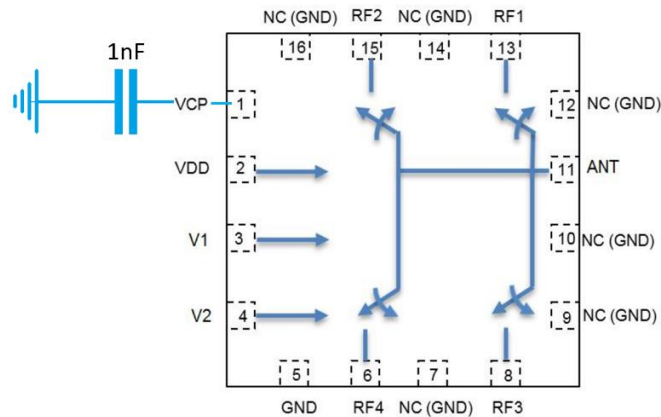 NC (GND) RF2 NC (GND) RF1
16 15 14 13
1nF
VCP 1 12 NC (GND)
VDD 2 11 ANT
V1 3 10 NC (GND)
V2 4 9 NC (GND)
5 6 7 8
GND RF4 NC (GND) RF3